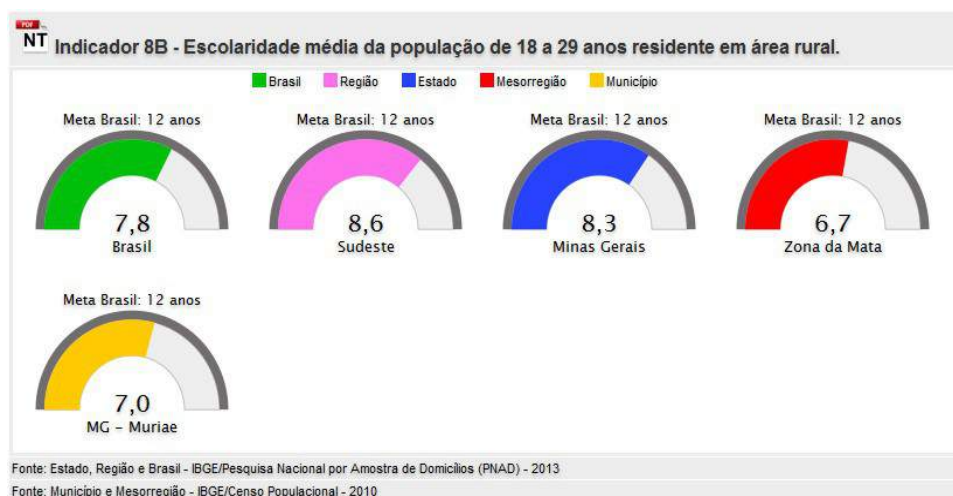 PDF
NT
Indicador 8B - Escolaridade média da população de 18 a 29 anos residente em área rural.
Brasil Região Estado Mesorregião Município
Meta Brasil: 12 anos Meta Brasil: 12 anos Meta Brasil: 12 anos Meta Brasil: 12 anos
7,8 8,6 8,3 6,7
Brasil Sudeste Minas Gerais Zona da Mata
Meta Brasil: 12 anos
7,0
MG - Muriae
Fonte: Estado, Região e Brasil - IBGE/Pesquisa Nacional por Amostra de Domicílios (PNAD) - 2013
Fonte: Município e Mesorregião - IBGE/Censo Populacional - 2010